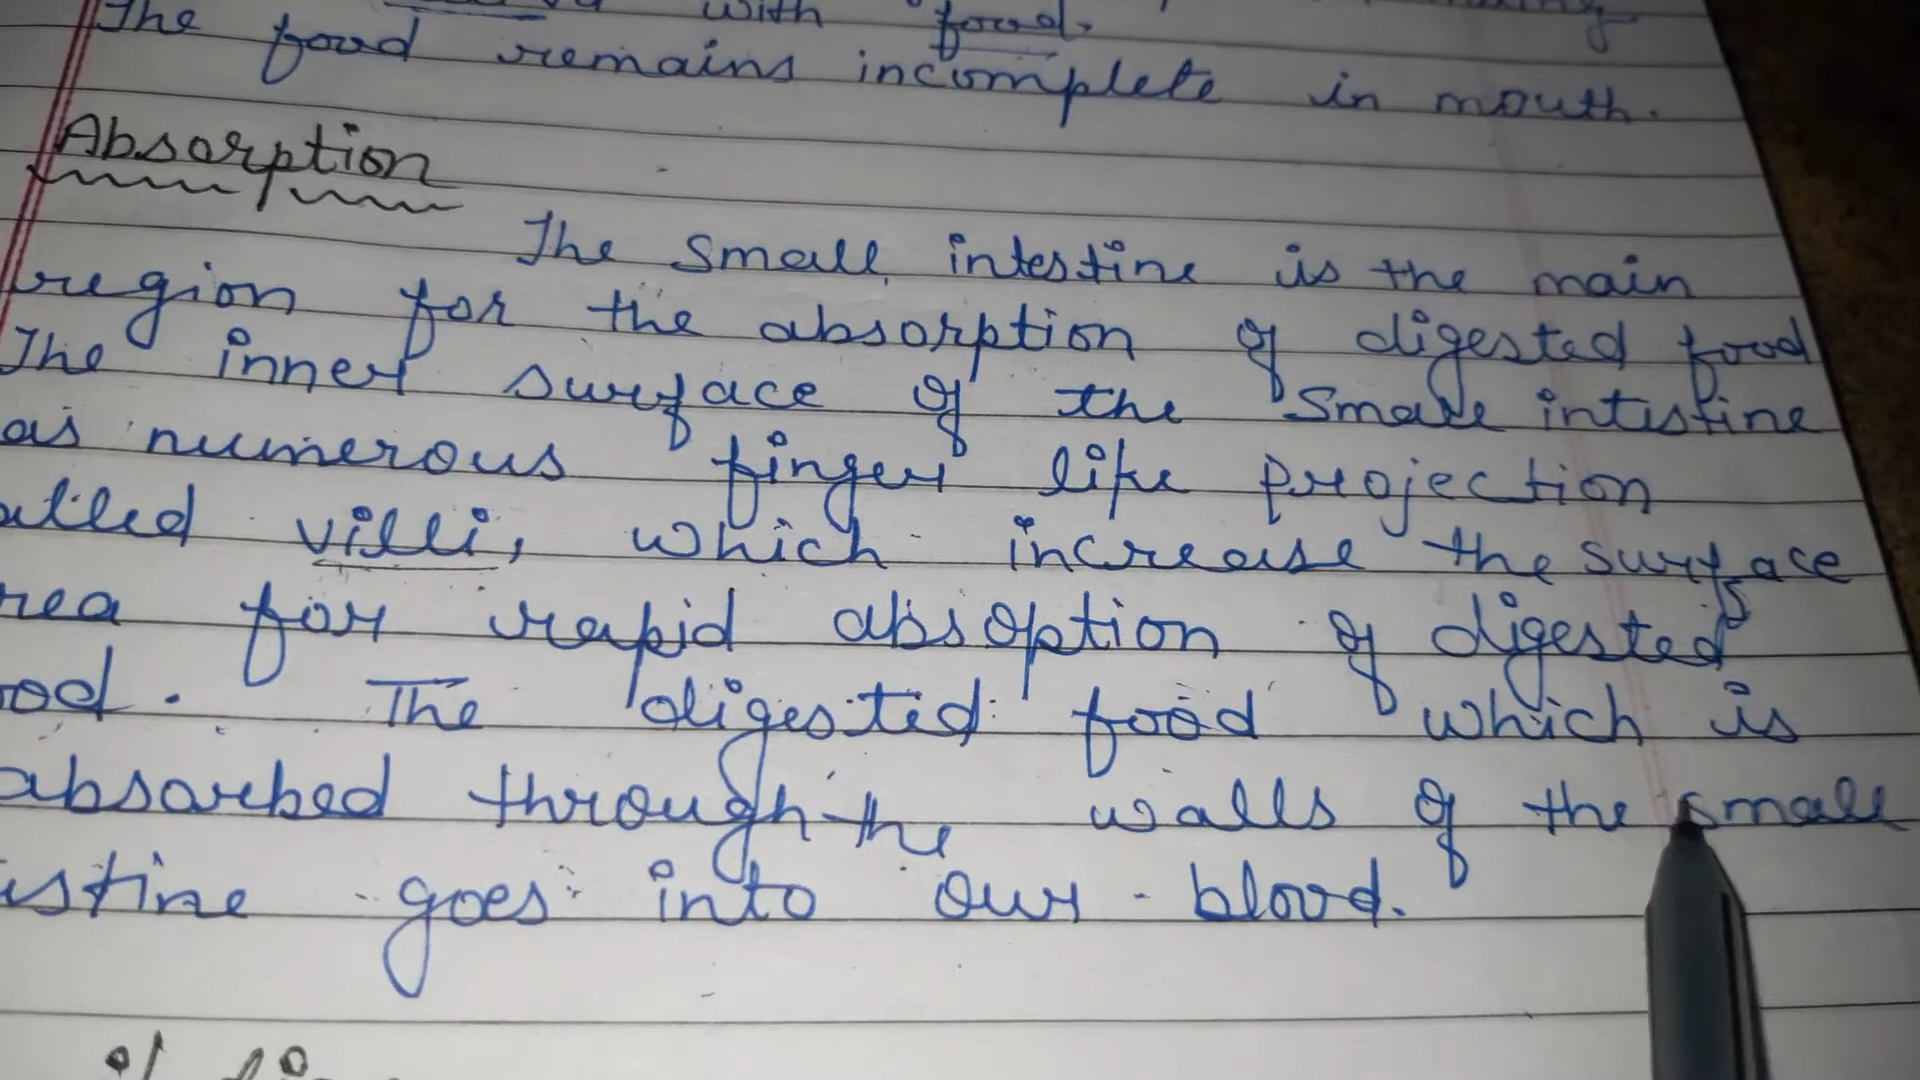 with food.
The food remains incomplete in mouth.
Absorption
The small intestine is the main
region for the absorption of digested food
The inner surface of the small intistine
as numerous finger like projection
alled villi, which increase the surface
rea for rapid absoption of digested
ood. The digested food which is
absorbed through the walls of the small
istine goes into our blood.